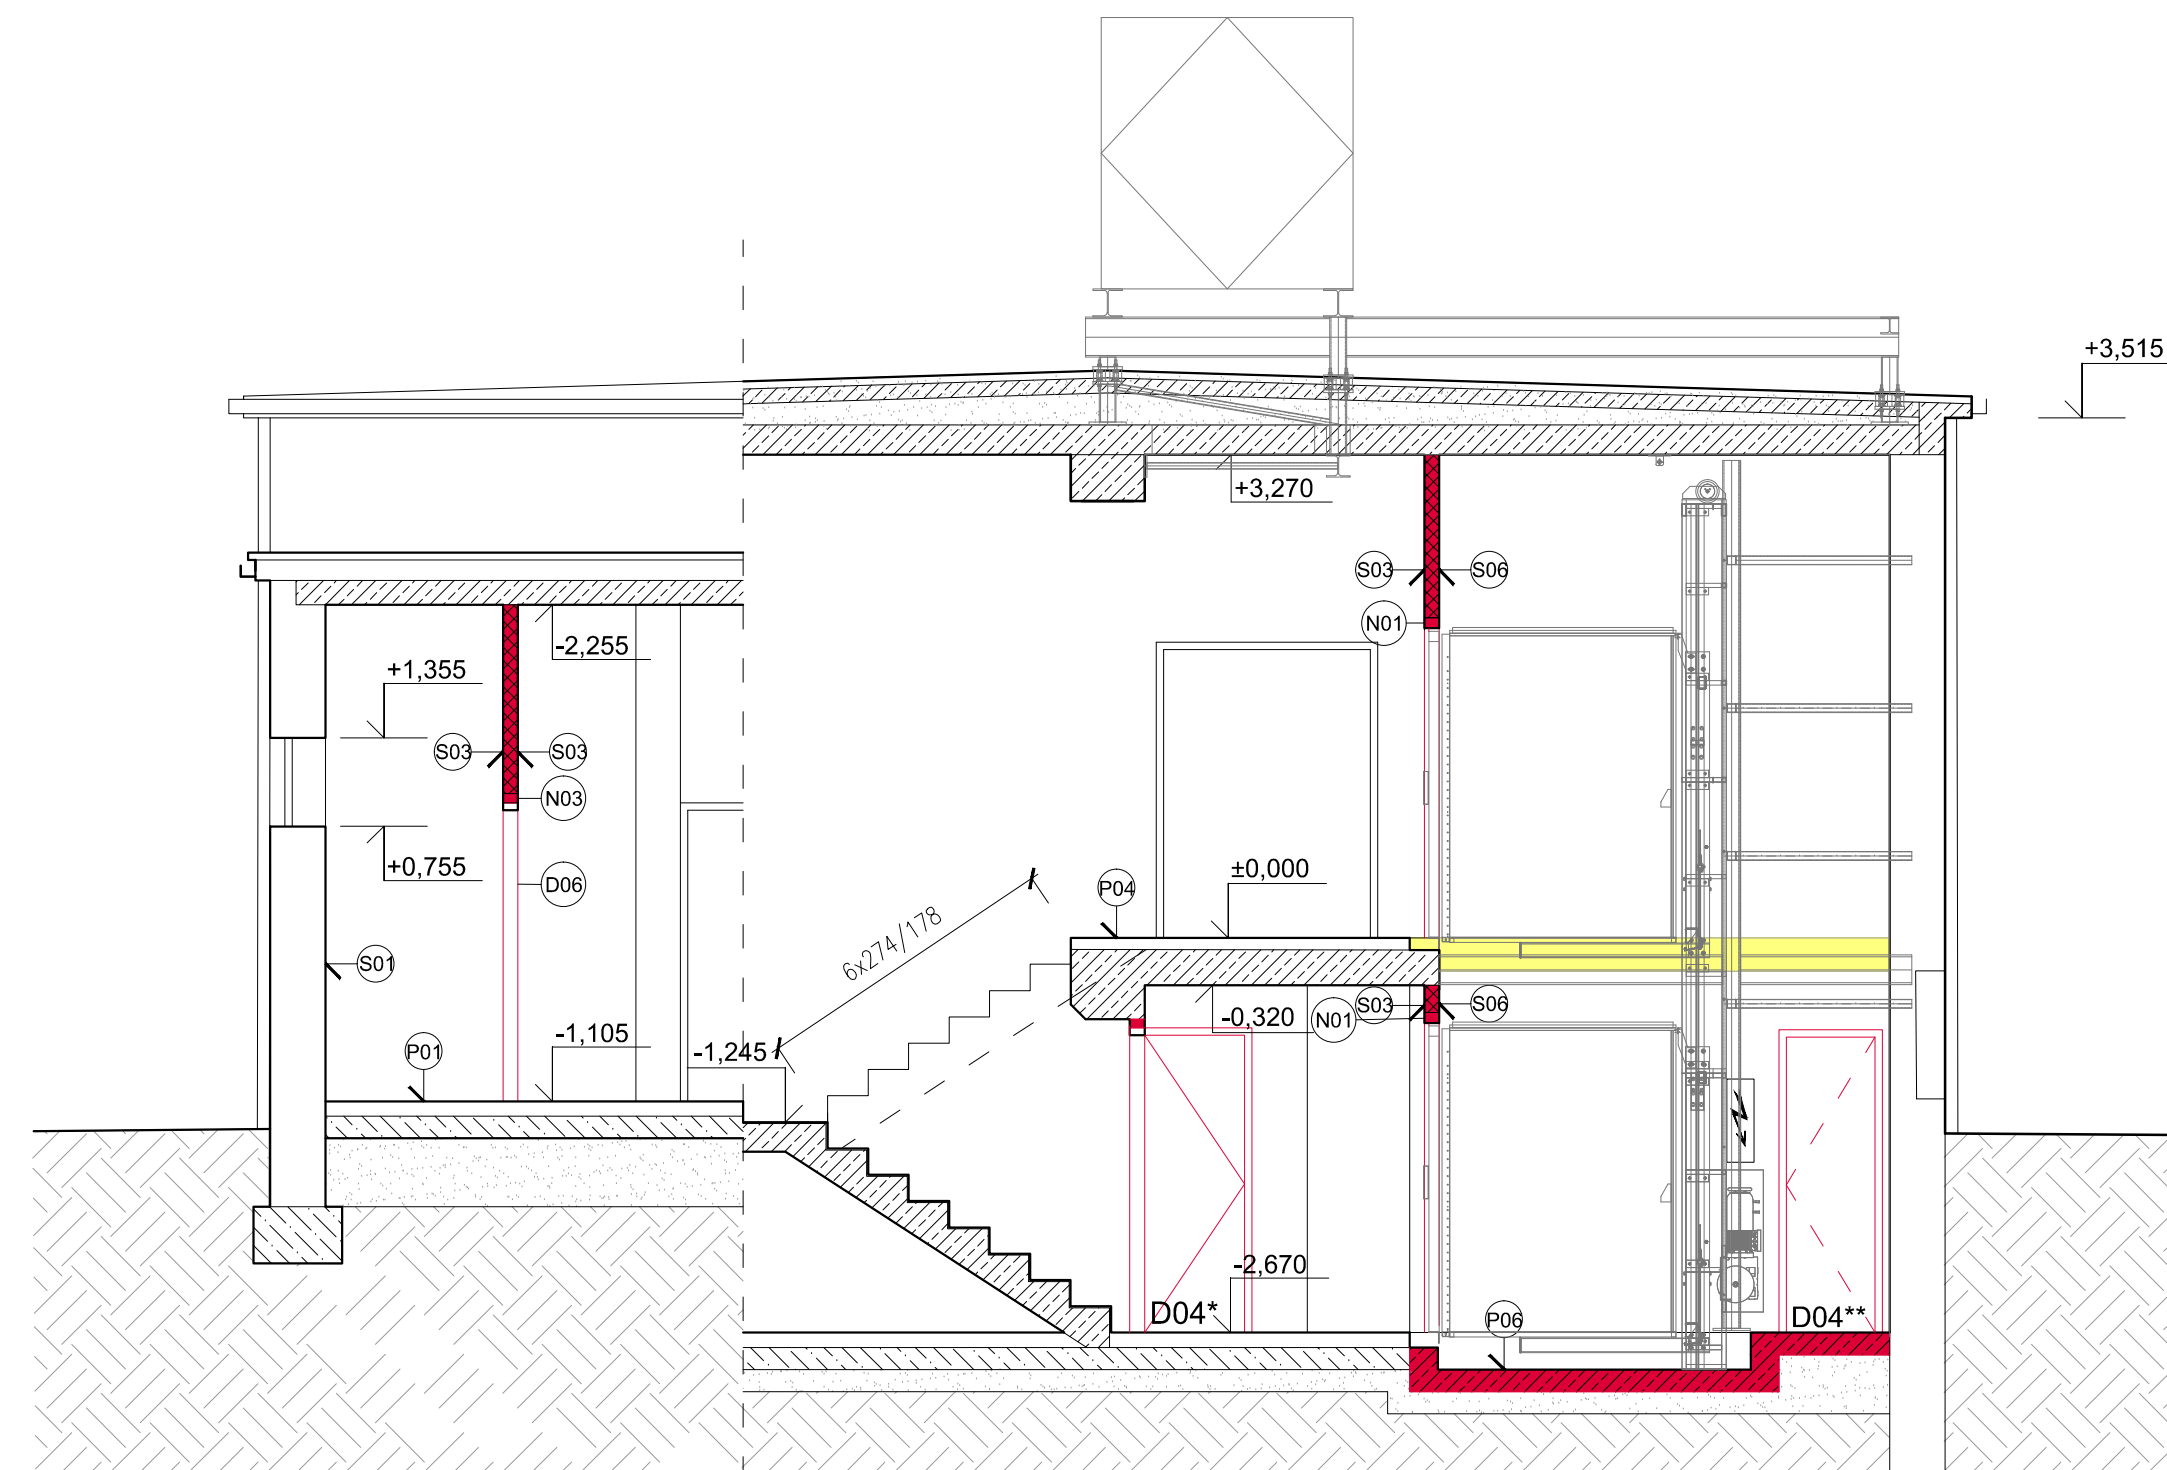 +3,515
+3,270
S03
S06
N01
-2,255
+1,355
S03
S03
N03
+0,755
D06
±0,000
P04
6x274/178
S01
-0,320
N01
S03
S06
-1,105
-1,245
P01
-2,670
D04*
P06
D04**